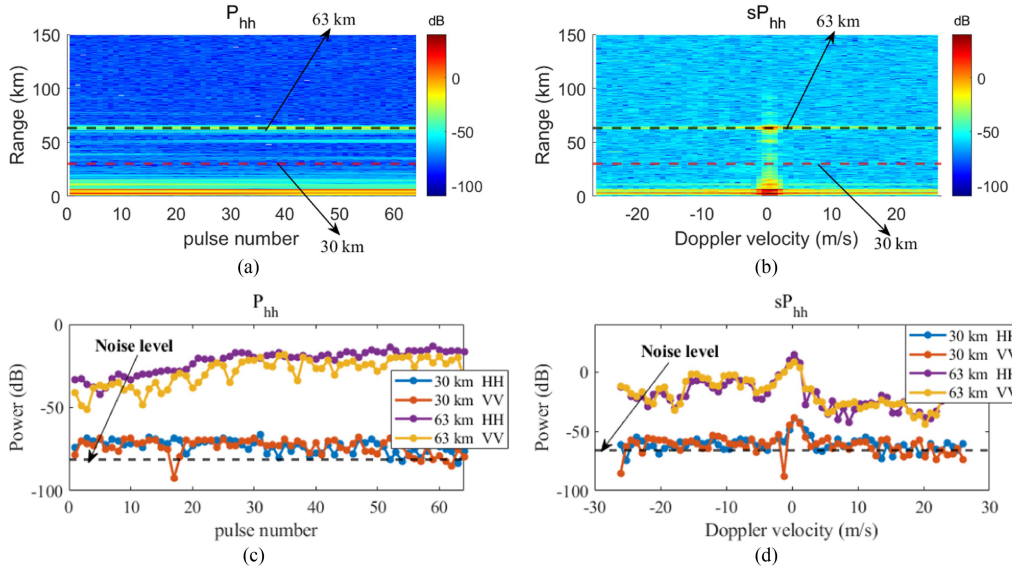 P_hh
63 km
dB
150
100
50
0
Range (km)
0 10 20 30 40 50 60
pulse number
30 km
0
-50
-100
(a)
sP_hh
63 km
dB
150
100
50
0
Range (km)
-20 -10 0 10 20
Doppler velocity (m/s)
30 km
0
-50
-100
(b)
P_hh
0
-50
-100
Power (dB)
Noise level
30 km HH
30 km VV
63 km HH
63 km VV
0 10 20 30 40 50 60
pulse number
(c)
sP_hh
0
-50
-100
Power (dB)
Noise level
30 km HH
30 km VV
63 km HH
63 km VV
-30 -20 -10 0 10 20 30
Doppler velocity (m/s)
(d)